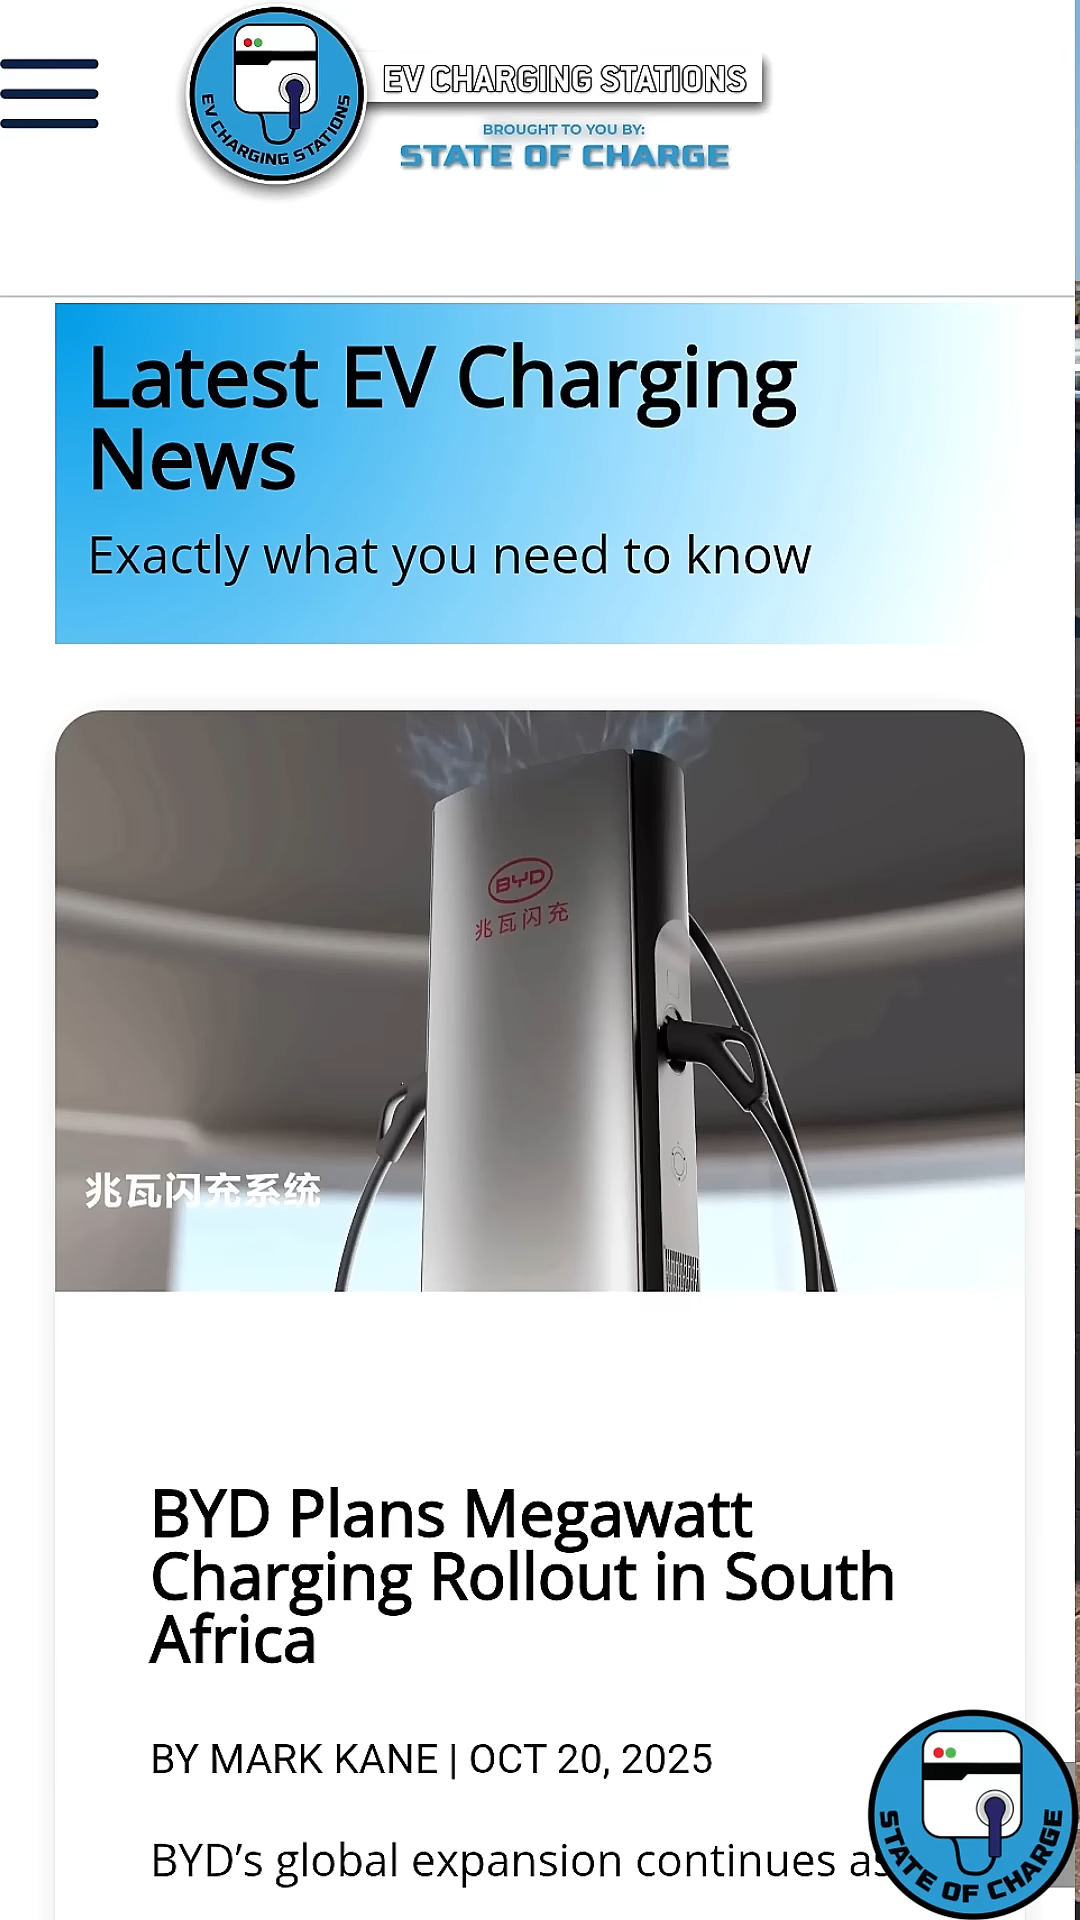 EV CHARGING STATIONS
EV CHARGING STATIONS
BROUGHT TO YOU BY:
STATE OF CHARGE
Latest EV Charging
News
Exactly what you need to know
BYD
兆瓦闪充
兆瓦闪充系统
BYD Plans Megawatt
Charging Rollout in South
Africa
BY MARK KANE | OCT 20, 2025
BYD’s global expansion continues as
STATE OF CHARGE